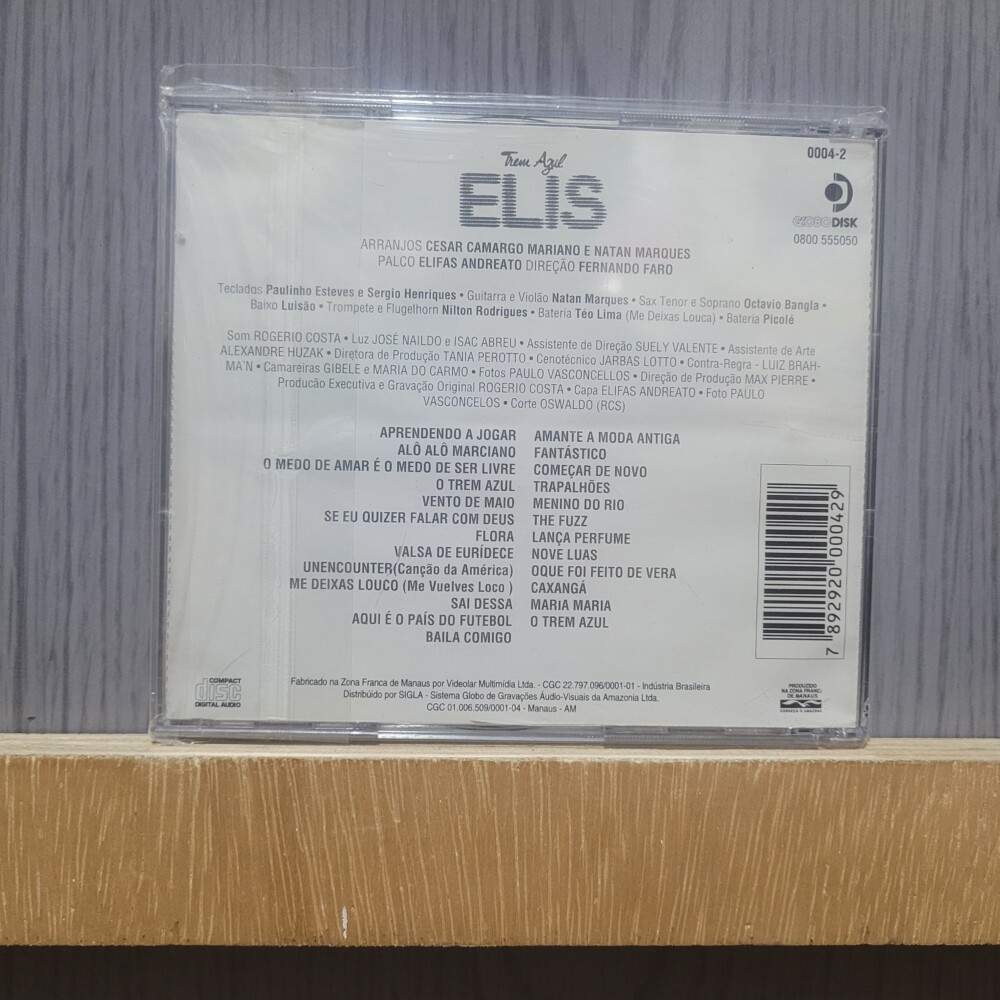 Trem Azul
ELIS
0004-2
GLOBODISK
0800 555050
ARRANJOS CESAR CAMARGO MARIANO E NATAN MARQUES
PALCO ELIFAS ANDREATO DIREÇÃO FERNANDO FARO
Teclados Paulinho Esteves e Sergio Henriques • Guitarra e Violão Natan Marques • Sax Tenor e Soprano Octavio Bangla •
Baixo Luisão • Trompete e Flugelhorn Nilton Rodrigues • Bateria Téo Lima (Me Deixas Louca) • Bateria Picolé
Som ROGERIO COSTA • Luz JOSÉ NAILDO e ISAC ABREU • Assistente de Direção SUELY VALENTE • Assistente de Arte
ALEXANDRE HUZAK • Diretora de Produção TANIA PEROTTO • Cenotécnico JARBAS LOTTO • Contra-Regra - LUIZ BRAH-
MA'N • Camareiras GIBELE e MARIA DO CARMO • Fotos PAULO VASCONCELLOS • Direção de Produção MAX PIERRE •
Producão Executiva e Gravação Original ROGERIO COSTA • Capa ELIFAS ANDREATO • Foto PAULO
VASCONCELOS • Corte OSWALDO (RCS)
APRENDENDO A JOGAR
ALÔ ALÔ MARCIANO
O MEDO DE AMAR É O MEDO DE SER LIVRE
O TREM AZUL
VENTO DE MAIO
SE EU QUIZER FALAR COM DEUS
FLORA
VALSA DE EURÍDECE
UNENCOUNTER(Canção da América)
ME DEIXAS LOUCO (Me Vuelves Loco )
SAI DESSA
AQUI É O PAÍS DO FUTEBOL
BAILA COMIGO
AMANTE A MODA ANTIGA
FANTÁSTICO
COMEÇAR DE NOVO
TRAPALHÕES
MENINO DO RIO
THE FUZZ
LANÇA PERFUME
NOVE LUAS
OQUE FOI FEITO DE VERA
CAXANGÁ
MARIA MARIA
O TREM AZUL
7 892920 000429
COMPACT
disc
DIGITAL AUDIO
Fabricado na Zona Franca de Manaus por Videolar Multimídia Ltda. - CGC 22.797.096/0001-01 - Indústria Brasileira
Distribuído por SIGLA - Sistema Globo de Gravações Áudio-Visuais da Amazonia Ltda.
CGC 01.006.509/0001-04 - Manaus - AM
PRODUZIDO
NA ZONA FRANCA
DE MANAUS
CONHEÇA O AMAZONAS